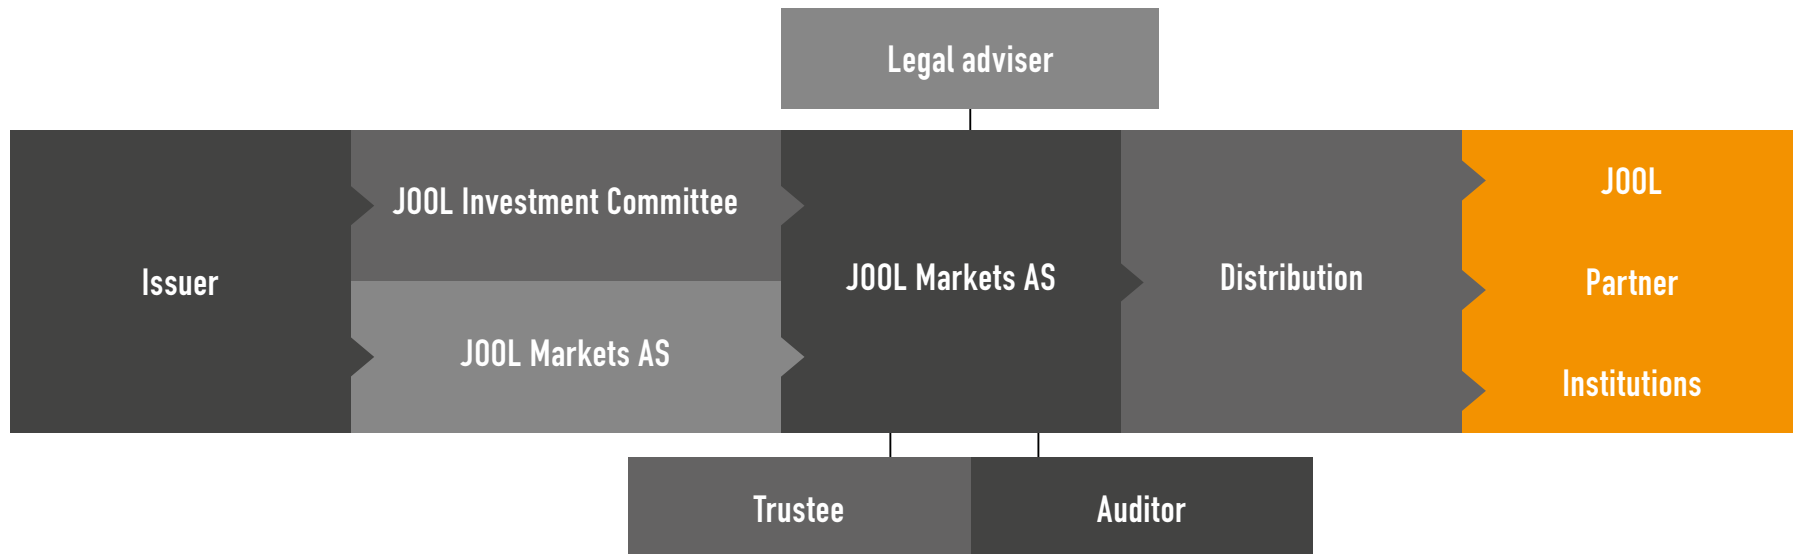 Legal adviser
Issuer
JOOL Investment Committee
JOOL Markets AS
JOOL Markets AS
Distribution
JOOL
Partner
Institutions
Trustee
Auditor